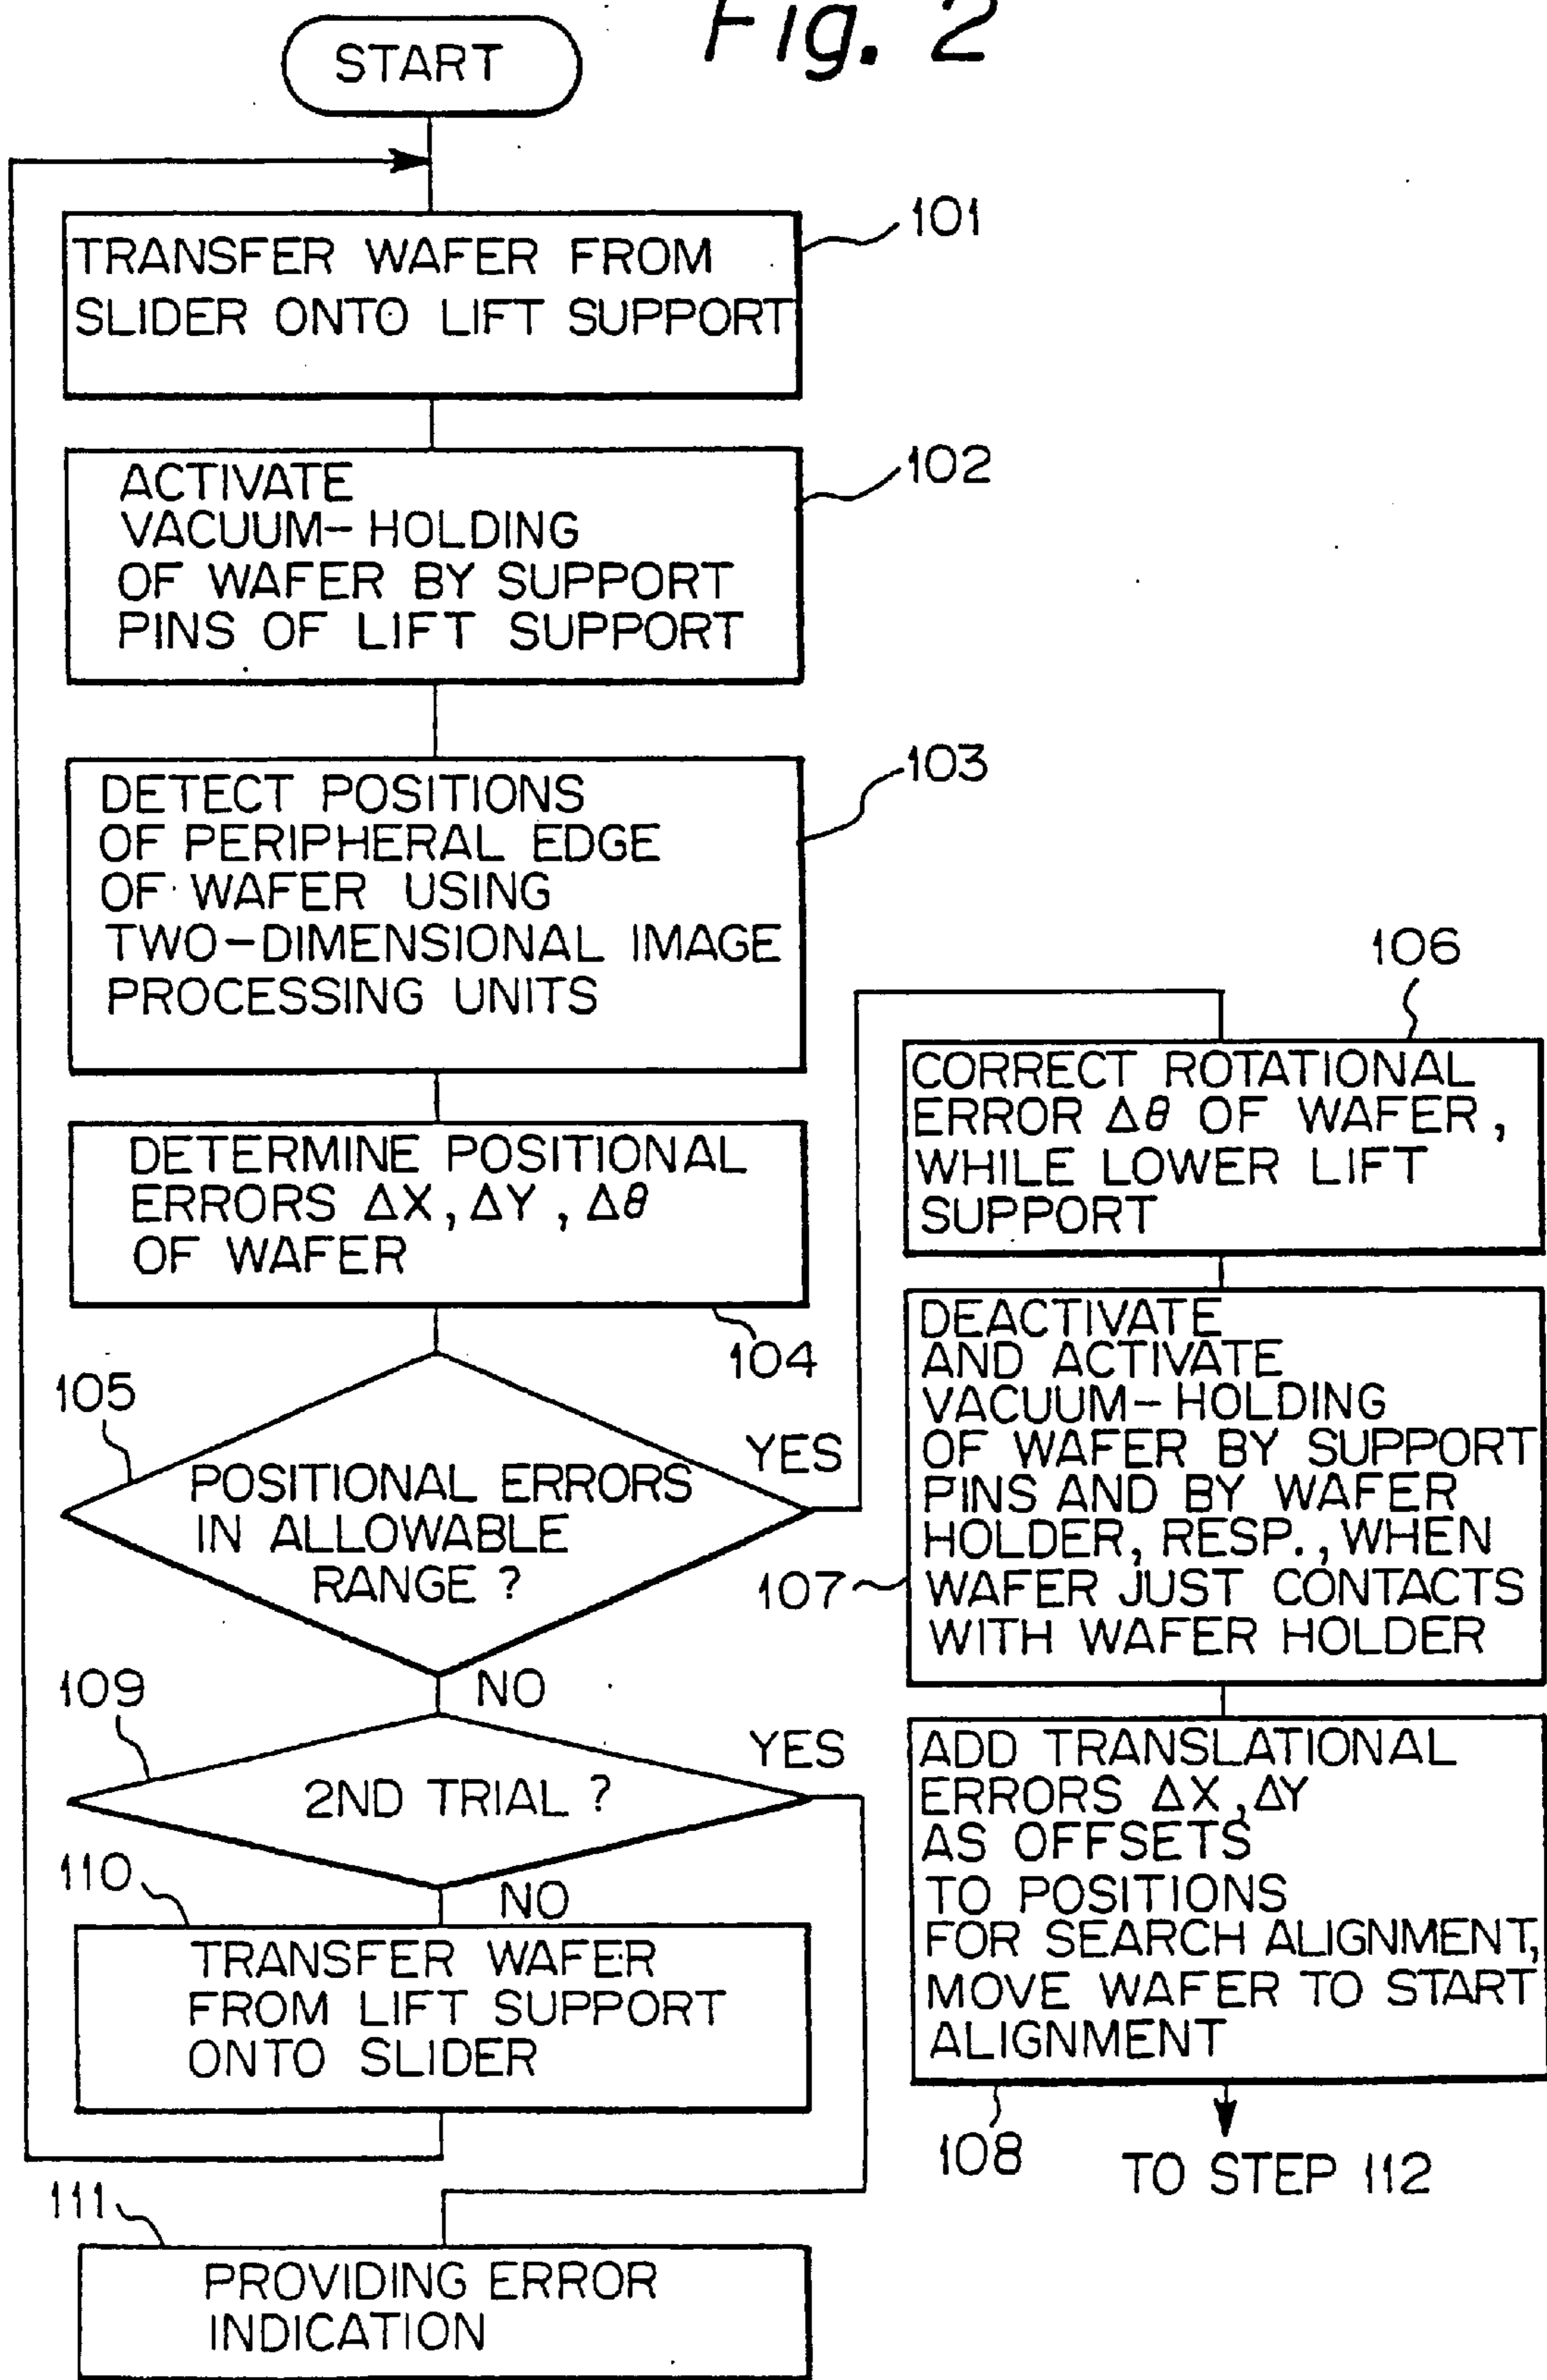 Fig. 2
START
101
TRANSFER WAFER FROM
SLIDER ONTO LIFT SUPPORT
102
ACTIVATE
VACUUM-HOLDING
OF WAFER BY SUPPORT
PINS OF LIFT SUPPORT
103
DETECT POSITIONS
OF PERIPHERAL EDGE
OF WAFER USING
TWO-DIMENSIONAL IMAGE
PROCESSING UNITS
DETERMINE POSITIONAL
ERRORS ΔX, ΔY, Δθ
OF WAFER
104
105
POSITIONAL ERRORS
IN ALLOWABLE
RANGE ?
YES
NO
106
CORRECT ROTATIONAL
ERROR Δθ OF WAFER,
WHILE LOWER LIFT
SUPPORT
107
DEACTIVATE
AND ACTIVATE
VACUUM-HOLDING
OF WAFER BY SUPPORT
PINS AND BY WAFER
HOLDER, RESP., WHEN
WAFER JUST CONTACTS
WITH WAFER HOLDER
ADD TRANSLATIONAL
ERRORS ΔX, ΔY
AS OFFSETS
TO POSITIONS
FOR SEARCH ALIGNMENT,
MOVE WAFER TO START
ALIGNMENT
108
TO STEP 112
109
2ND TRIAL ?
YES
NO
110
TRANSFER WAFER
FROM LIFT SUPPORT
ONTO SLIDER
111
PROVIDING ERROR
INDICATION